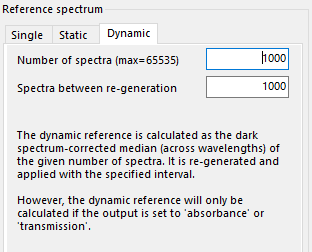 Reference spectrum
Single Static Dynamic
Number of spectra (max=65535) 1000
Spectra between re-generation 1000
The dynamic reference is calculated as the dark
spectrum-corrected median (across wavelengths) of
the given number of spectra. It is re-generated and
applied with the specified interval.
However, the dynamic reference will only be
calculated if the output is set to 'absorbance' or
'transmission'.